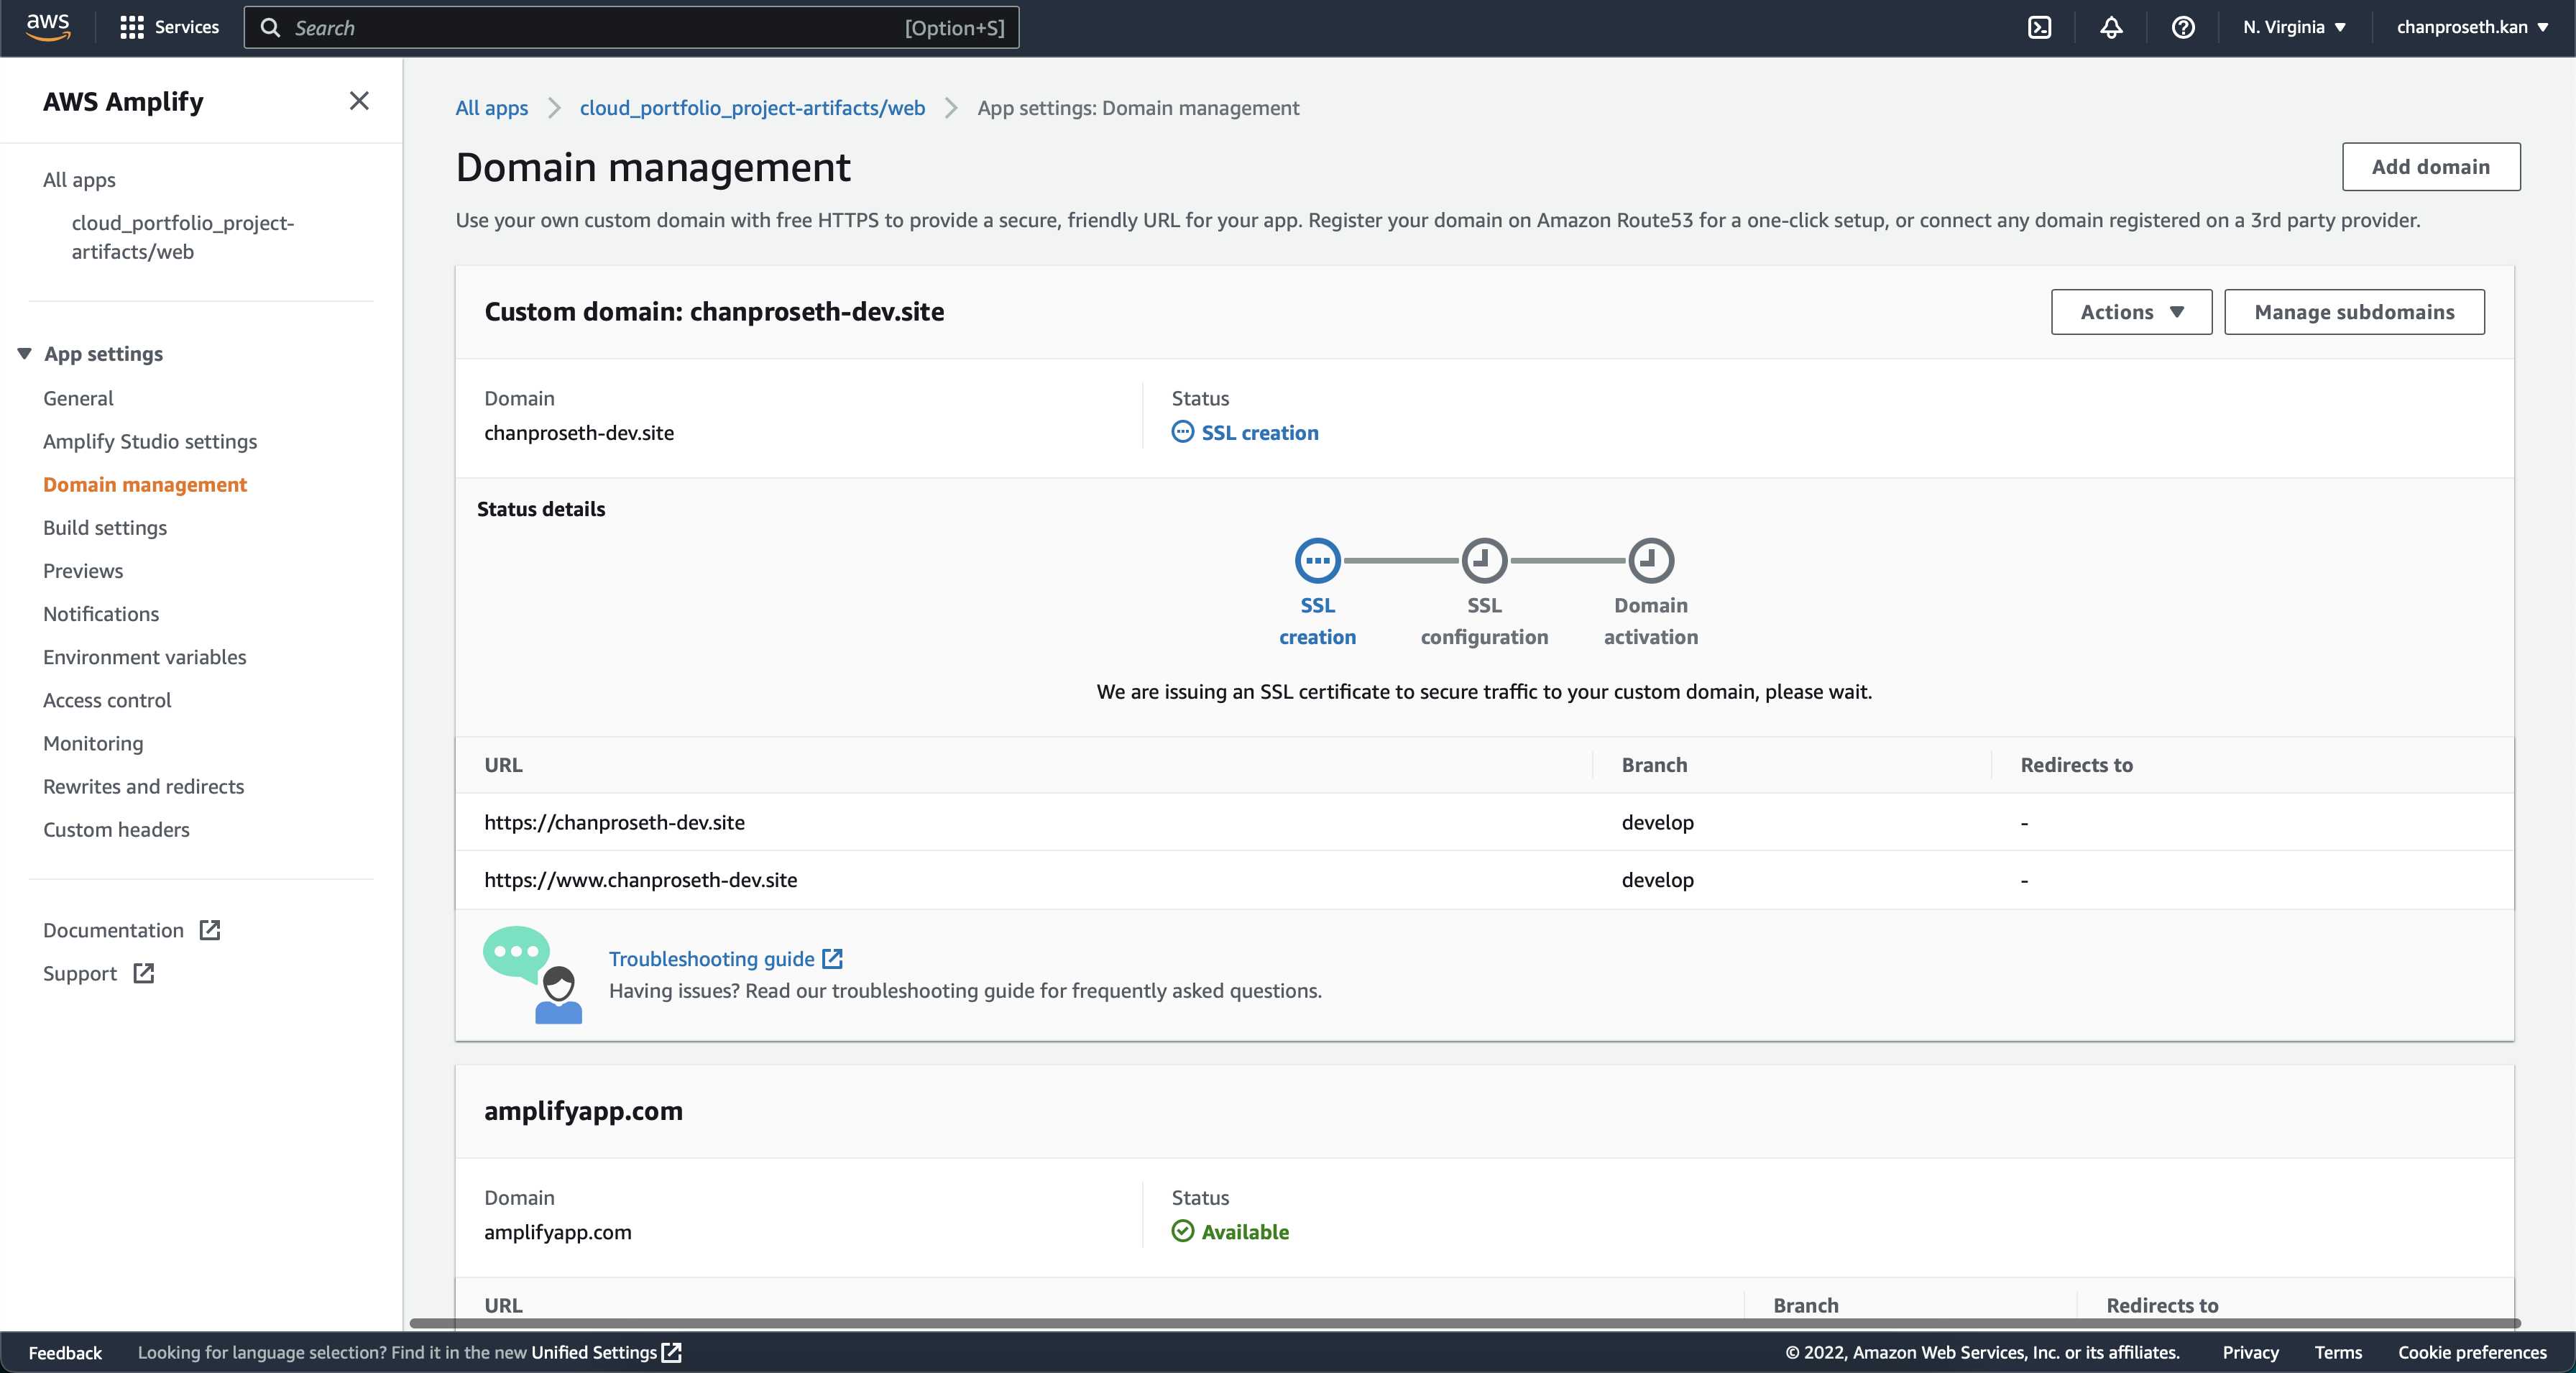 aws
Services
Search
[Option+S]
N. Virginia
chanproseth.kan
AWS Amplify
All apps
cloud_portfolio_project-
artifacts/web
App settings
General
Amplify Studio settings
Domain management
Build settings
Previews
Notifications
Environment variables
Access control
Monitoring
Rewrites and redirects
Custom headers
Documentation
Support
All apps
cloud_portfolio_project-artifacts/web
App settings: Domain management
Domain management
Add domain
Use your own custom domain with free HTTPS to provide a secure, friendly URL for your app. Register your domain on Amazon Route53 for a one-click setup, or connect any domain registered on a 3rd party provider.
Custom domain: chanproseth-dev.site
Actions
Manage subdomains
Domain
chanproseth-dev.site
Status
SSL creation
Status details
SSL
creation
SSL
configuration
Domain
activation
We are issuing an SSL certificate to secure traffic to your custom domain, please wait.
URL
Branch
Redirects to
https://chanproseth-dev.site
develop
-
https://www.chanproseth-dev.site
develop
-
Troubleshooting guide
Having issues? Read our troubleshooting guide for frequently asked questions.
amplifyapp.com
Domain
amplifyapp.com
Status
Available
URL
Branch
Redirects to
Feedback
Looking for language selection? Find it in the new Unified Settings
© 2022, Amazon Web Services, Inc. or its affiliates.
Privacy
Terms
Cookie preferences